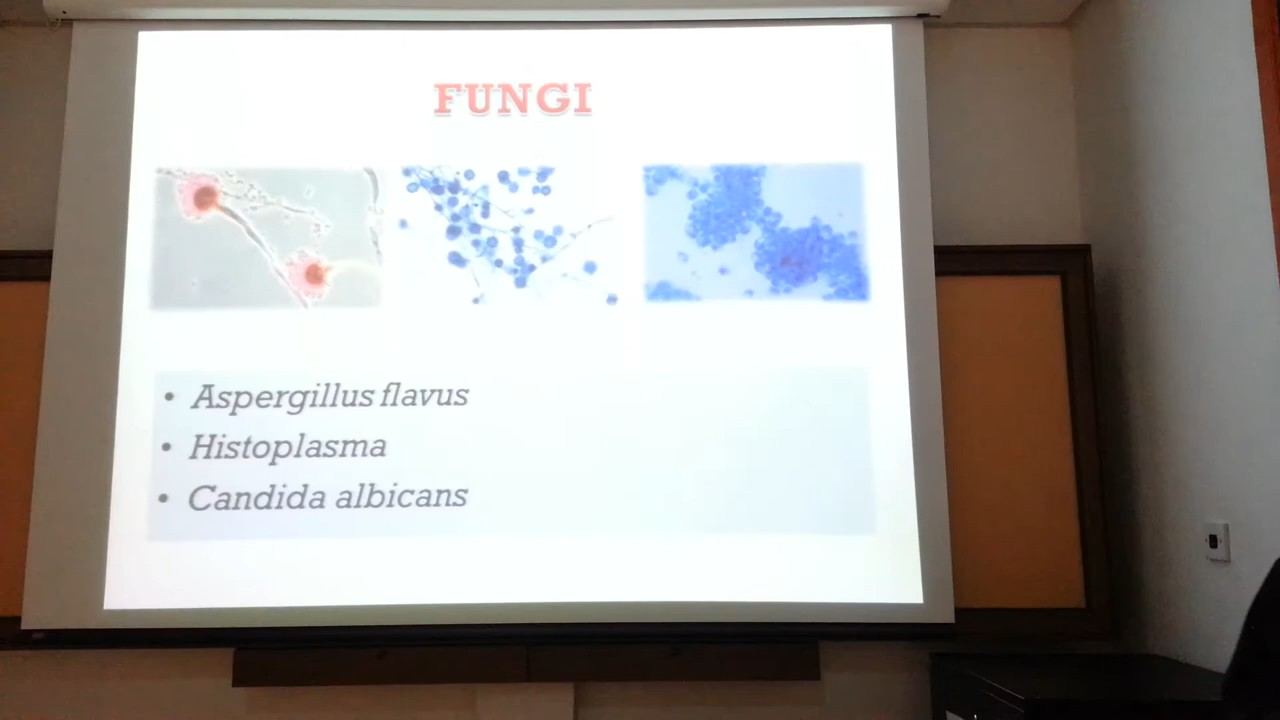 FUNGI
• Aspergillus flavus
• Histoplasma
• Candida albicans